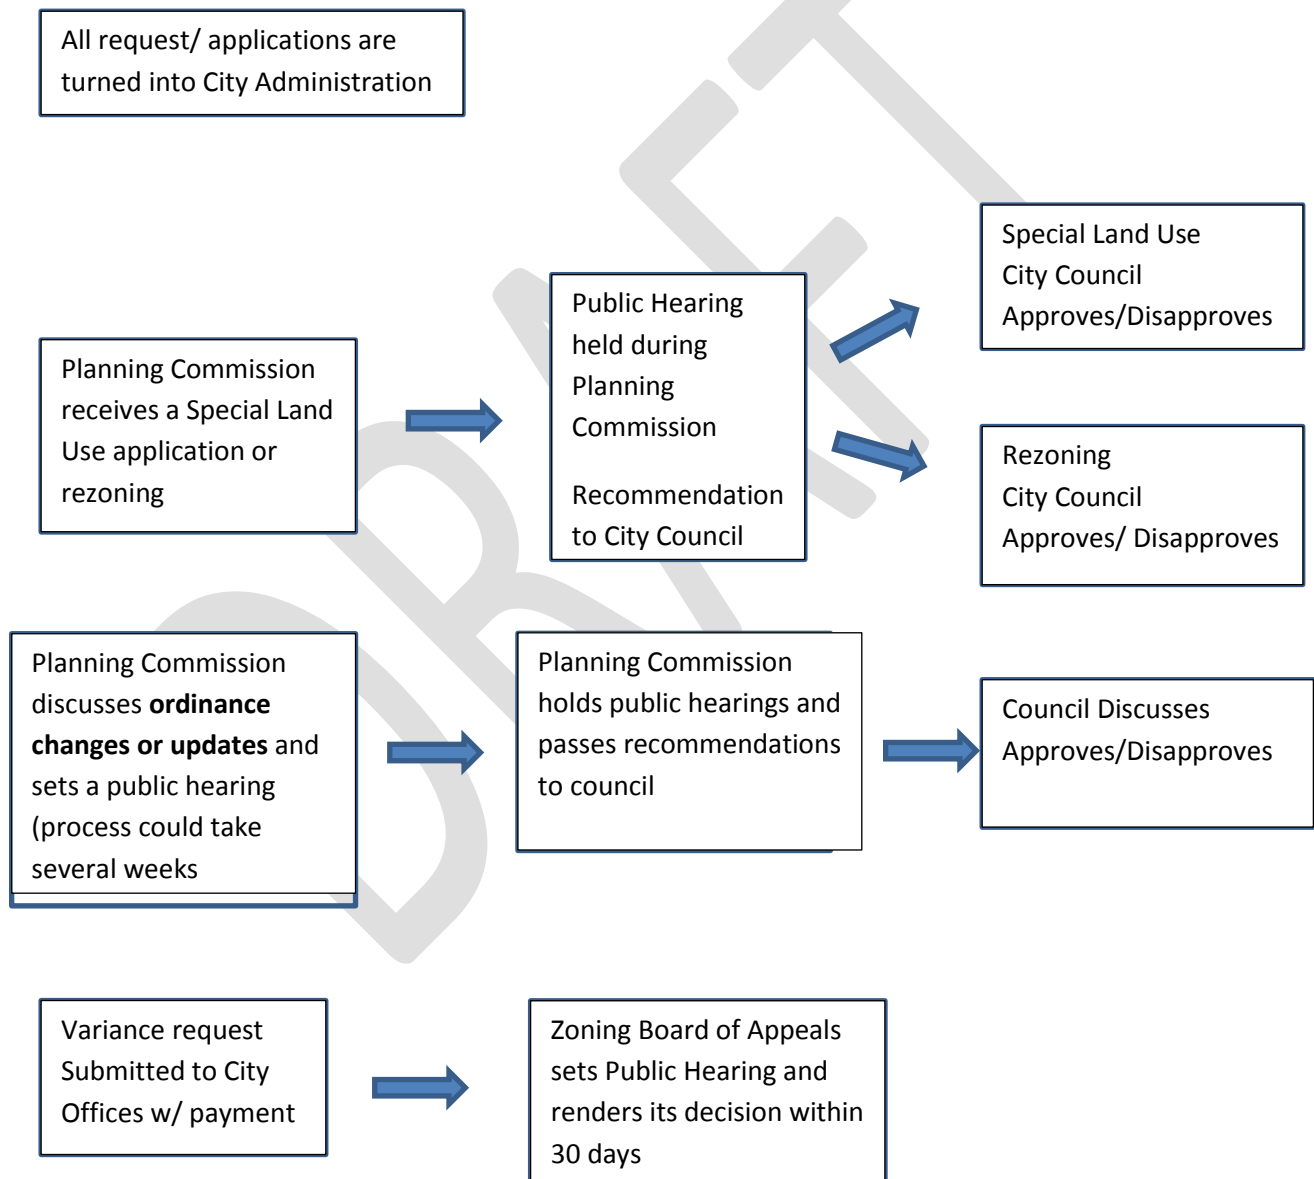 All request/ applications are
turned into City Administration
Planning Commission
receives a Special Land
Use application or
rezoning
Public Hearing
held during
Planning
Commission
Recommendation
to City Council
Special Land Use
City Council
Approves/Disapproves
Rezoning
City Council
Approves/ Disapproves
Planning Commission
discusses ordinance
changes or updates and
sets a public hearing
(process could take
several weeks
Planning Commission
holds public hearings and
passes recommendations
to council
Council Discusses
Approves/Disapproves
Variance request
Submitted to City
Offices w/ payment
Zoning Board of Appeals
sets Public Hearing and
renders its decision within
30 days
DRAFT